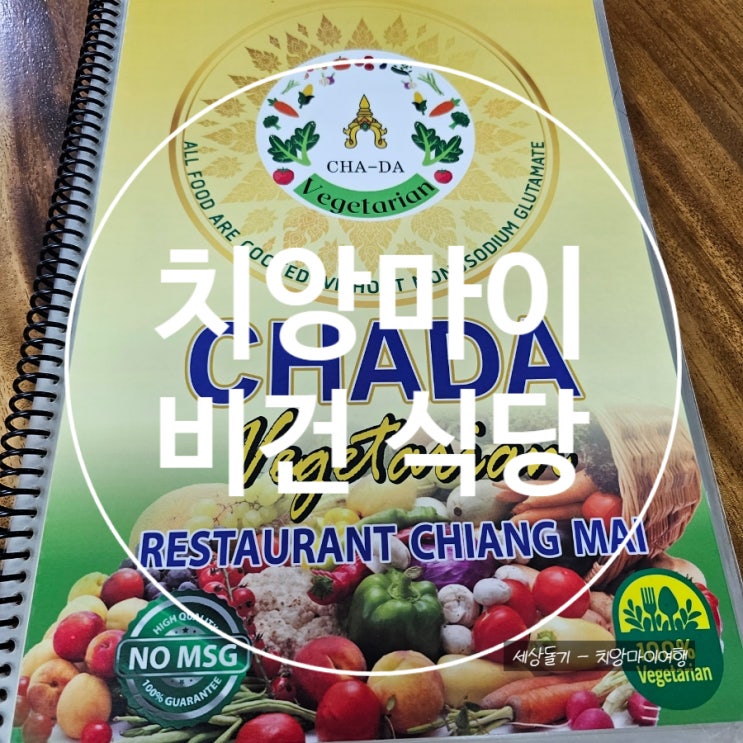 CHA-DA
Vegetarian
ALL FOOD ARE COOKED WITHOUT MONOSODIUM GLUTAMATE
치앙마이
CHADA
비건 식당
Vegetarian
RESTAURANT CHIANG MAI
HIGH QUALITY
NO MSG
100% GUARANTEE
100%
Vegetarian
세상돌기 - 치앙마이여행